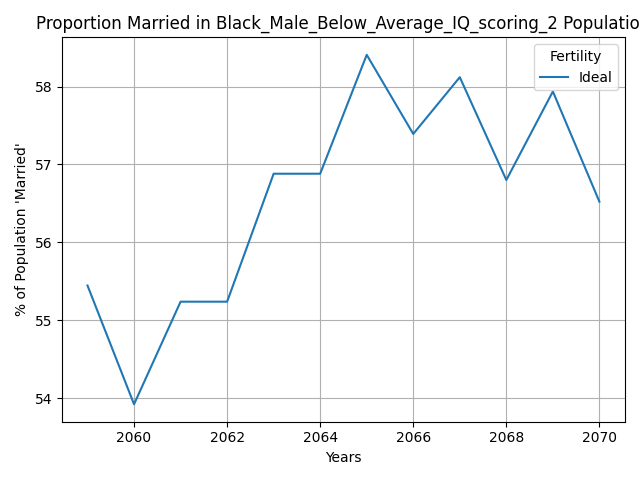 Proportion Married in Black_Male_Below_Average_IQ_scoring_2 Populatio
Fertility
Ideal
% of Population 'Married'
58
57
56
55
54
2060 2062 2064 2066 2068 2070
Years